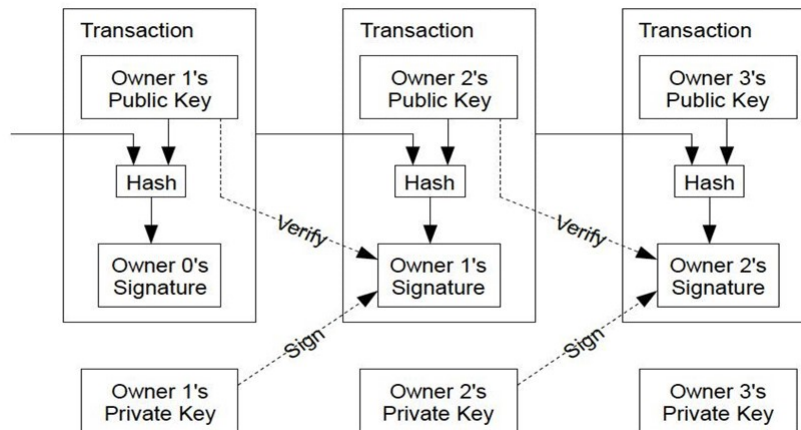 Transaction
Owner 1's
Public Key
Hash
Verify
Owner 0's
Signature
Transaction
Owner 2's
Public Key
Hash
Verify
Owner 1's
Signature
Transaction
Owner 3's
Public Key
Hash
Owner 2's
Signature
Sign
Sign
Owner 1's
Private Key
Owner 2's
Private Key
Owner 3's
Private Key